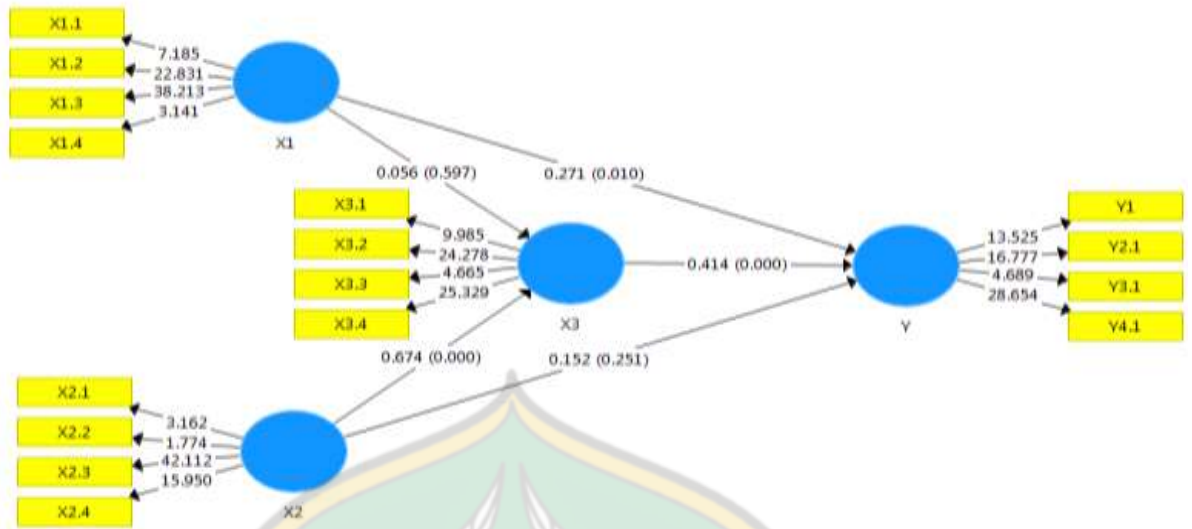 X1.1
X1.2
X1.3
X1.4
7.185
22.831
38.213
3.141
X1
0.056 (0.597)
0.271 (0.010)
X3.1
X3.2
X3.3
X3.4
9.985
24.278
4.665
25.329
X3
0.414 (0.000)
13.525
16.777
4.689
28.654
Y
Y1
Y2.1
Y3.1
Y4.1
0.674 (0.000)
0.152 (0.251)
X2.1
X2.2
X2.3
X2.4
3.162
1.774
42.112
15.950
X2